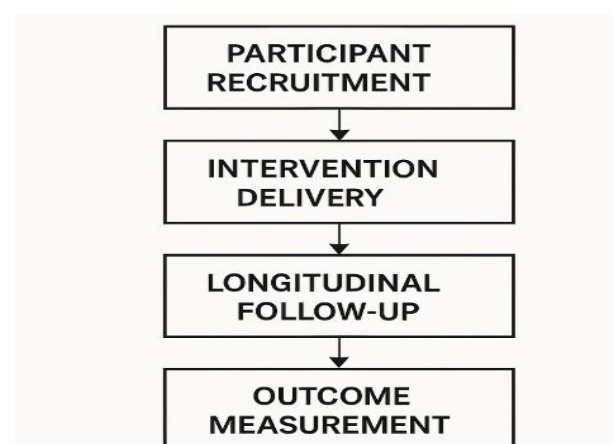 PARTICIPANT
RECRUITMENT
INTERVENTION
DELIVERY
LONGITUDINAL
FOLLOW-UP
OUTCOME
MEASUREMENT